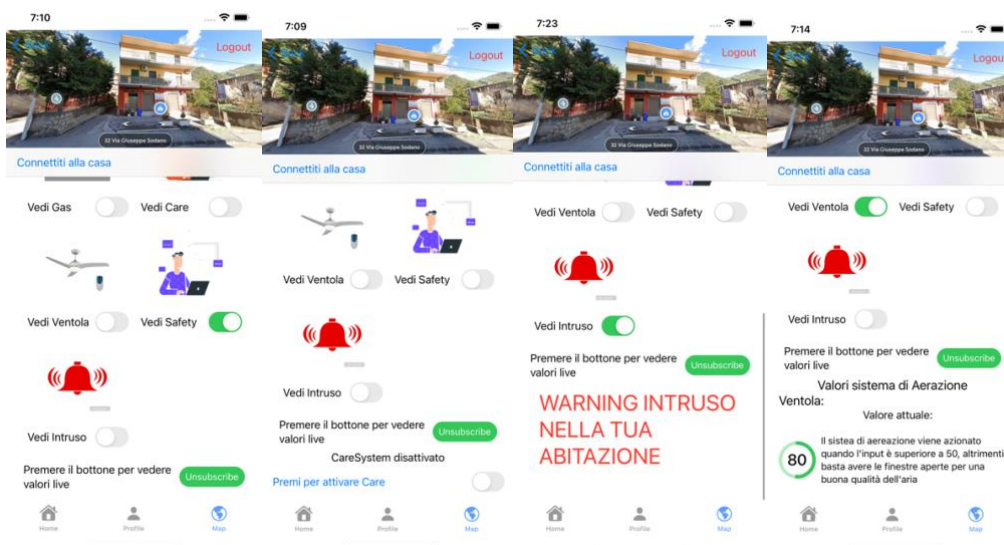 7:10
Logout
32 Via Giuseppe Sodano
Connettiti alla casa
Vedi Gas
Vedi Care
Vedi Ventola
Vedi Safety
Vedi Intruso
Premere il bottone per vedere
valori live
Unsubscribe
Home
Profile
Map
7:09
Logout
32 Via Giuseppe Sodano
Connettiti alla casa
Vedi Ventola
Vedi Safety
Vedi Intruso
Premere il bottone per vedere
valori live
Unsubscribe
CareSystem disattivato
Premi per attivare Care
Home
Profile
Map
7:23
Logout
32 Via Giuseppe Sodano
Connettiti alla casa
Vedi Ventola
Vedi Safety
Vedi Intruso
Premere il bottone per vedere
valori live
Unsubscribe
WARNING INTRUSO
NELLA TUA
ABITAZIONE
Home
Profile
Map
7:14
Logout
32 Via Giuseppe Sodano
Connettiti alla casa
Vedi Ventola
Vedi Safety
Vedi Intruso
Premere il bottone per vedere
valori live
Unsubscribe
Valori sistema di Aerazione
Ventola:
Valore attuale:
80
Il sistea di aereazione viene azionato
quando l'input è superiore a 50, altrimenti
basta avere le finestre aperte per una
buona qualità dell'aria
Home
Profile
Map